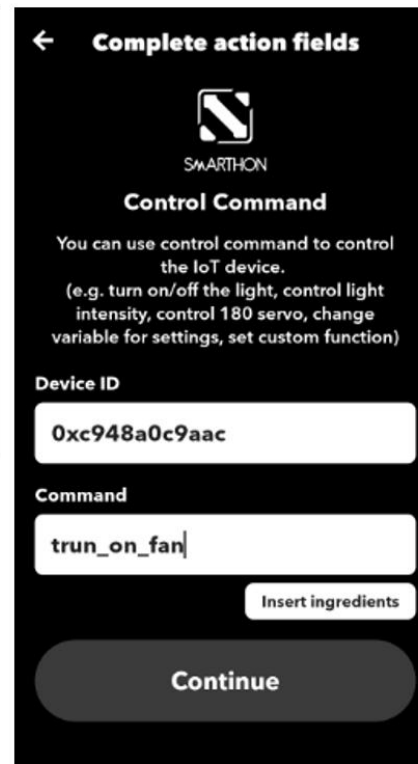 Complete action fields
SMARTHON
Control Command
You can use control command to control
the IoT device.
(e.g. turn on/off the light, control light
intensity, control 180 servo, change
variable for settings, set custom function)
Device ID
0xc948a0c9aac
Command
trun_on_fan
Insert ingredients
Continue